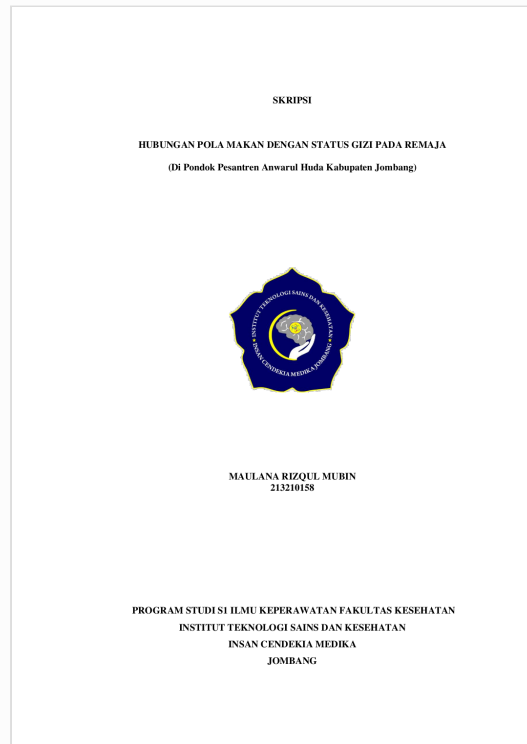 SKRIPSI
HUBUNGAN POLA MAKAN DENGAN STATUS GIZI PADA REMAJA
(Di Pondok Pesantren Anwarul Huda Kabupaten Jombang)
INSTITUT TEKNOLOGI SAINS DAN KESEHATAN
INSAN CENDEKIA MEDIKA JOMBANG
MAULANA RIZQUL MUBIN
213210158
PROGRAM STUDI S1 ILMU KEPERAWATAN FAKULTAS KESEHATAN
INSTITUT TEKNOLOGI SAINS DAN KESEHATAN
INSAN CENDEKIA MEDIKA
JOMBANG